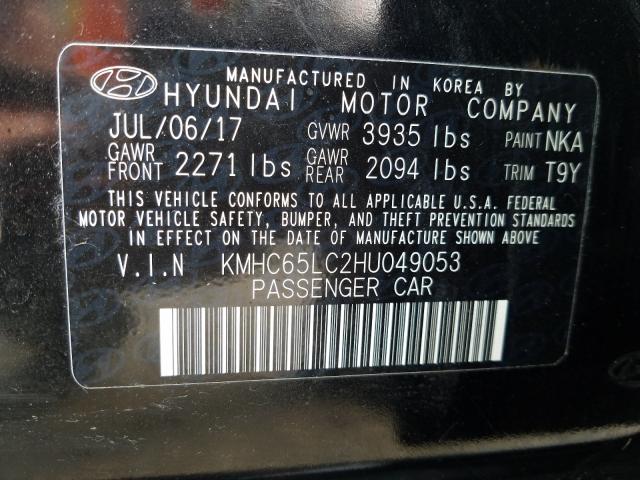 MANUFACTURED IN KOREA BY
HYUNDAI MOTOR COMPANY
JUL/06/17 GVWR 3935 lbs PAINT NKA
GAWR FRONT 2271 lbs GAWR REAR 2094 lbs TRIM T9Y
THIS VEHICLE CONFORMS TO ALL APPLICABLE U.S.A. FEDERAL
MOTOR VEHICLE SAFETY, BUMPER, AND THEFT PREVENTION STANDARDS
IN EFFECT ON THE DATE OF MANUFACTURE SHOWN ABOVE.
V.I.N KMHC65LC2HU049053
PASSENGER CAR